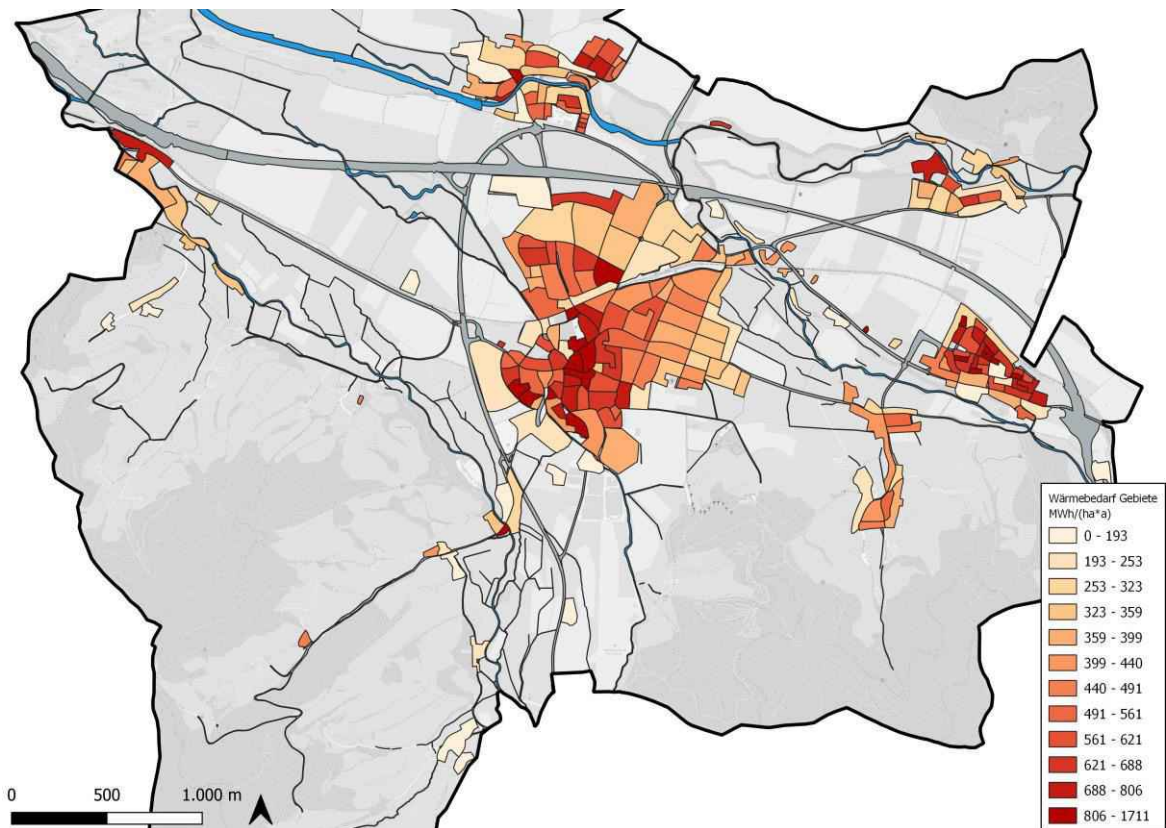 Wärmebedarf Gebiete
MWh/(ha*a)
0 - 193
193 - 253
253 - 323
323 - 359
359 - 399
399 - 440
440 - 491
491 - 561
561 - 621
621 - 688
688 - 806
806 - 1711
0 500 1.000 m